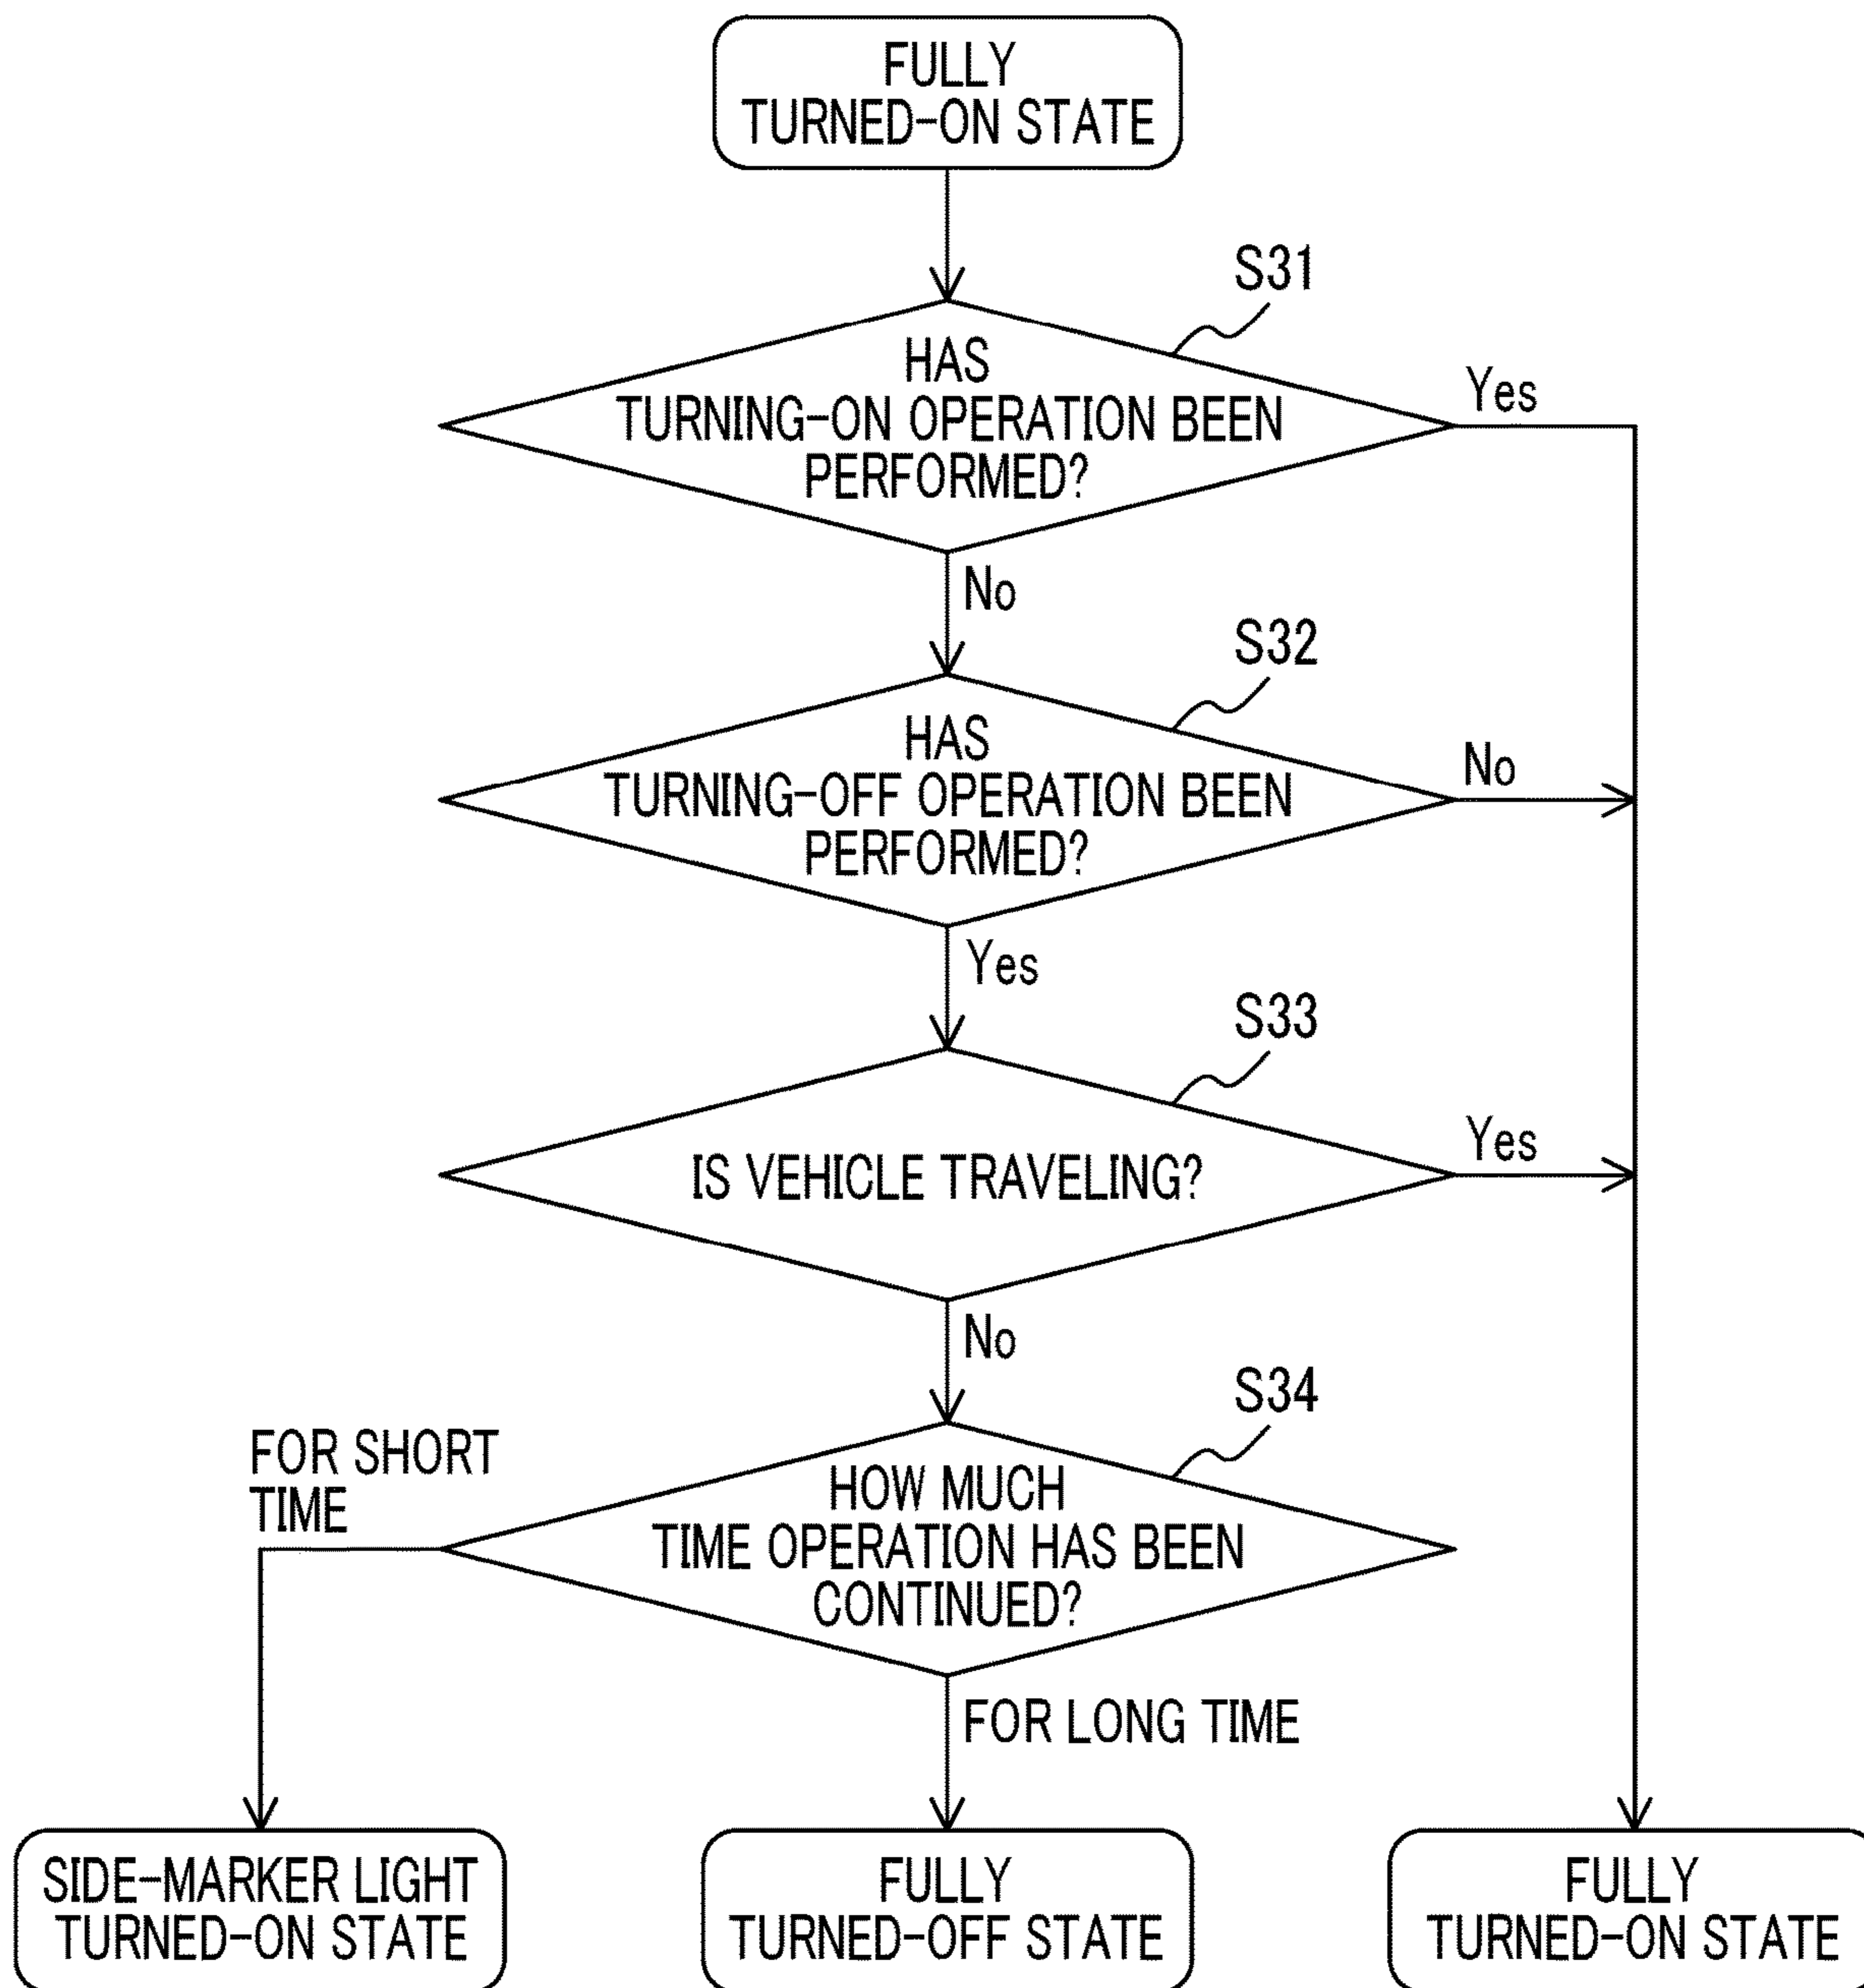 FULLY
TURNED-ON STATE
S31
HAS
TURNING-ON OPERATION BEEN
PERFORMED?
Yes
No
S32
HAS
TURNING-OFF OPERATION BEEN
PERFORMED?
No
Yes
S33
IS VEHICLE TRAVELING?
Yes
No
S34
FOR SHORT
TIME
HOW MUCH
TIME OPERATION HAS BEEN
CONTINUED?
FOR LONG TIME
SIDE-MARKER LIGHT
TURNED-ON STATE
FULLY
TURNED-OFF STATE
FULLY
TURNED-ON STATE